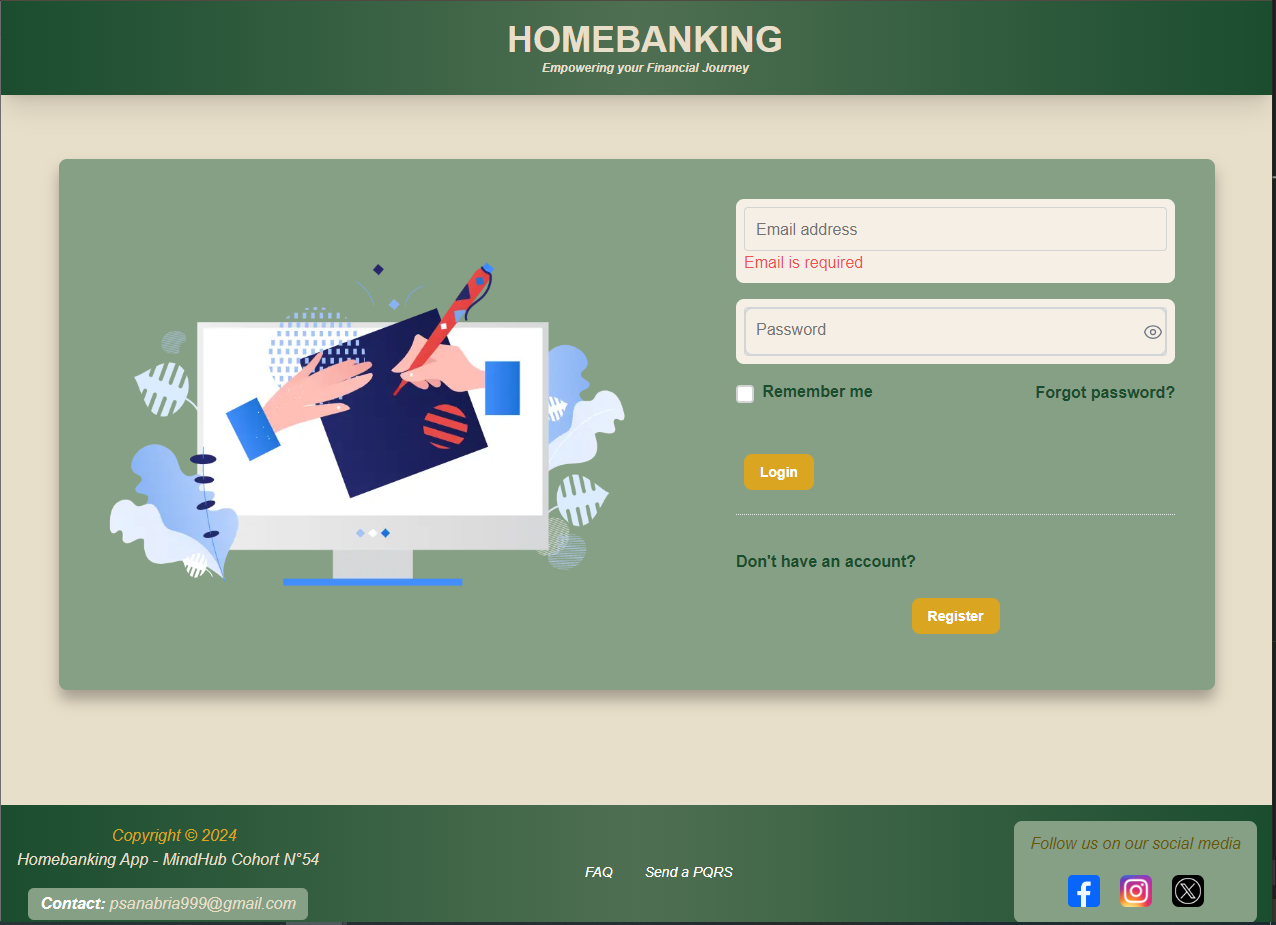 HOMEBANKING
Empowering your Financial Journey
Email address
Email is required
Password
Remember me
Forgot password?
Login
Don't have an account?
Register
Copyright © 2024
Homebanking App - MindHub Cohort N°54
Contact: psanabria999@gmail.com
FAQ
Send a PQRS
Follow us on our social media